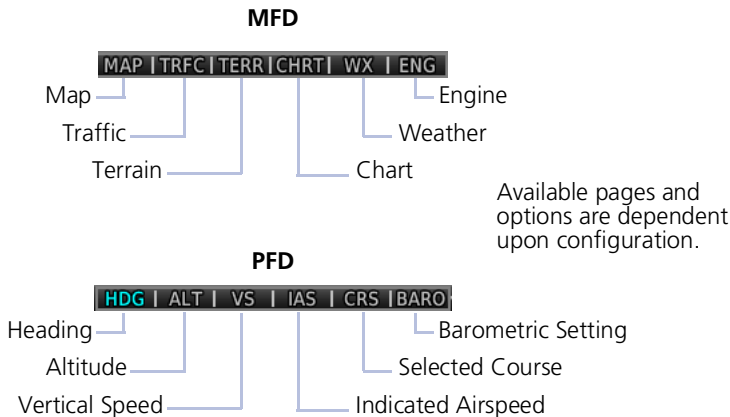 MFD
MAP | TRFC | TERR | CHRT | WX | ENG
Map
Engine
Traffic
Weather
Terrain
Chart
Available pages and
options are dependent
upon configuration.
PFD
HDG | ALT | VS | IAS | CRS | BARO
Heading
Barometric Setting
Altitude
Selected Course
Vertical Speed
Indicated Airspeed